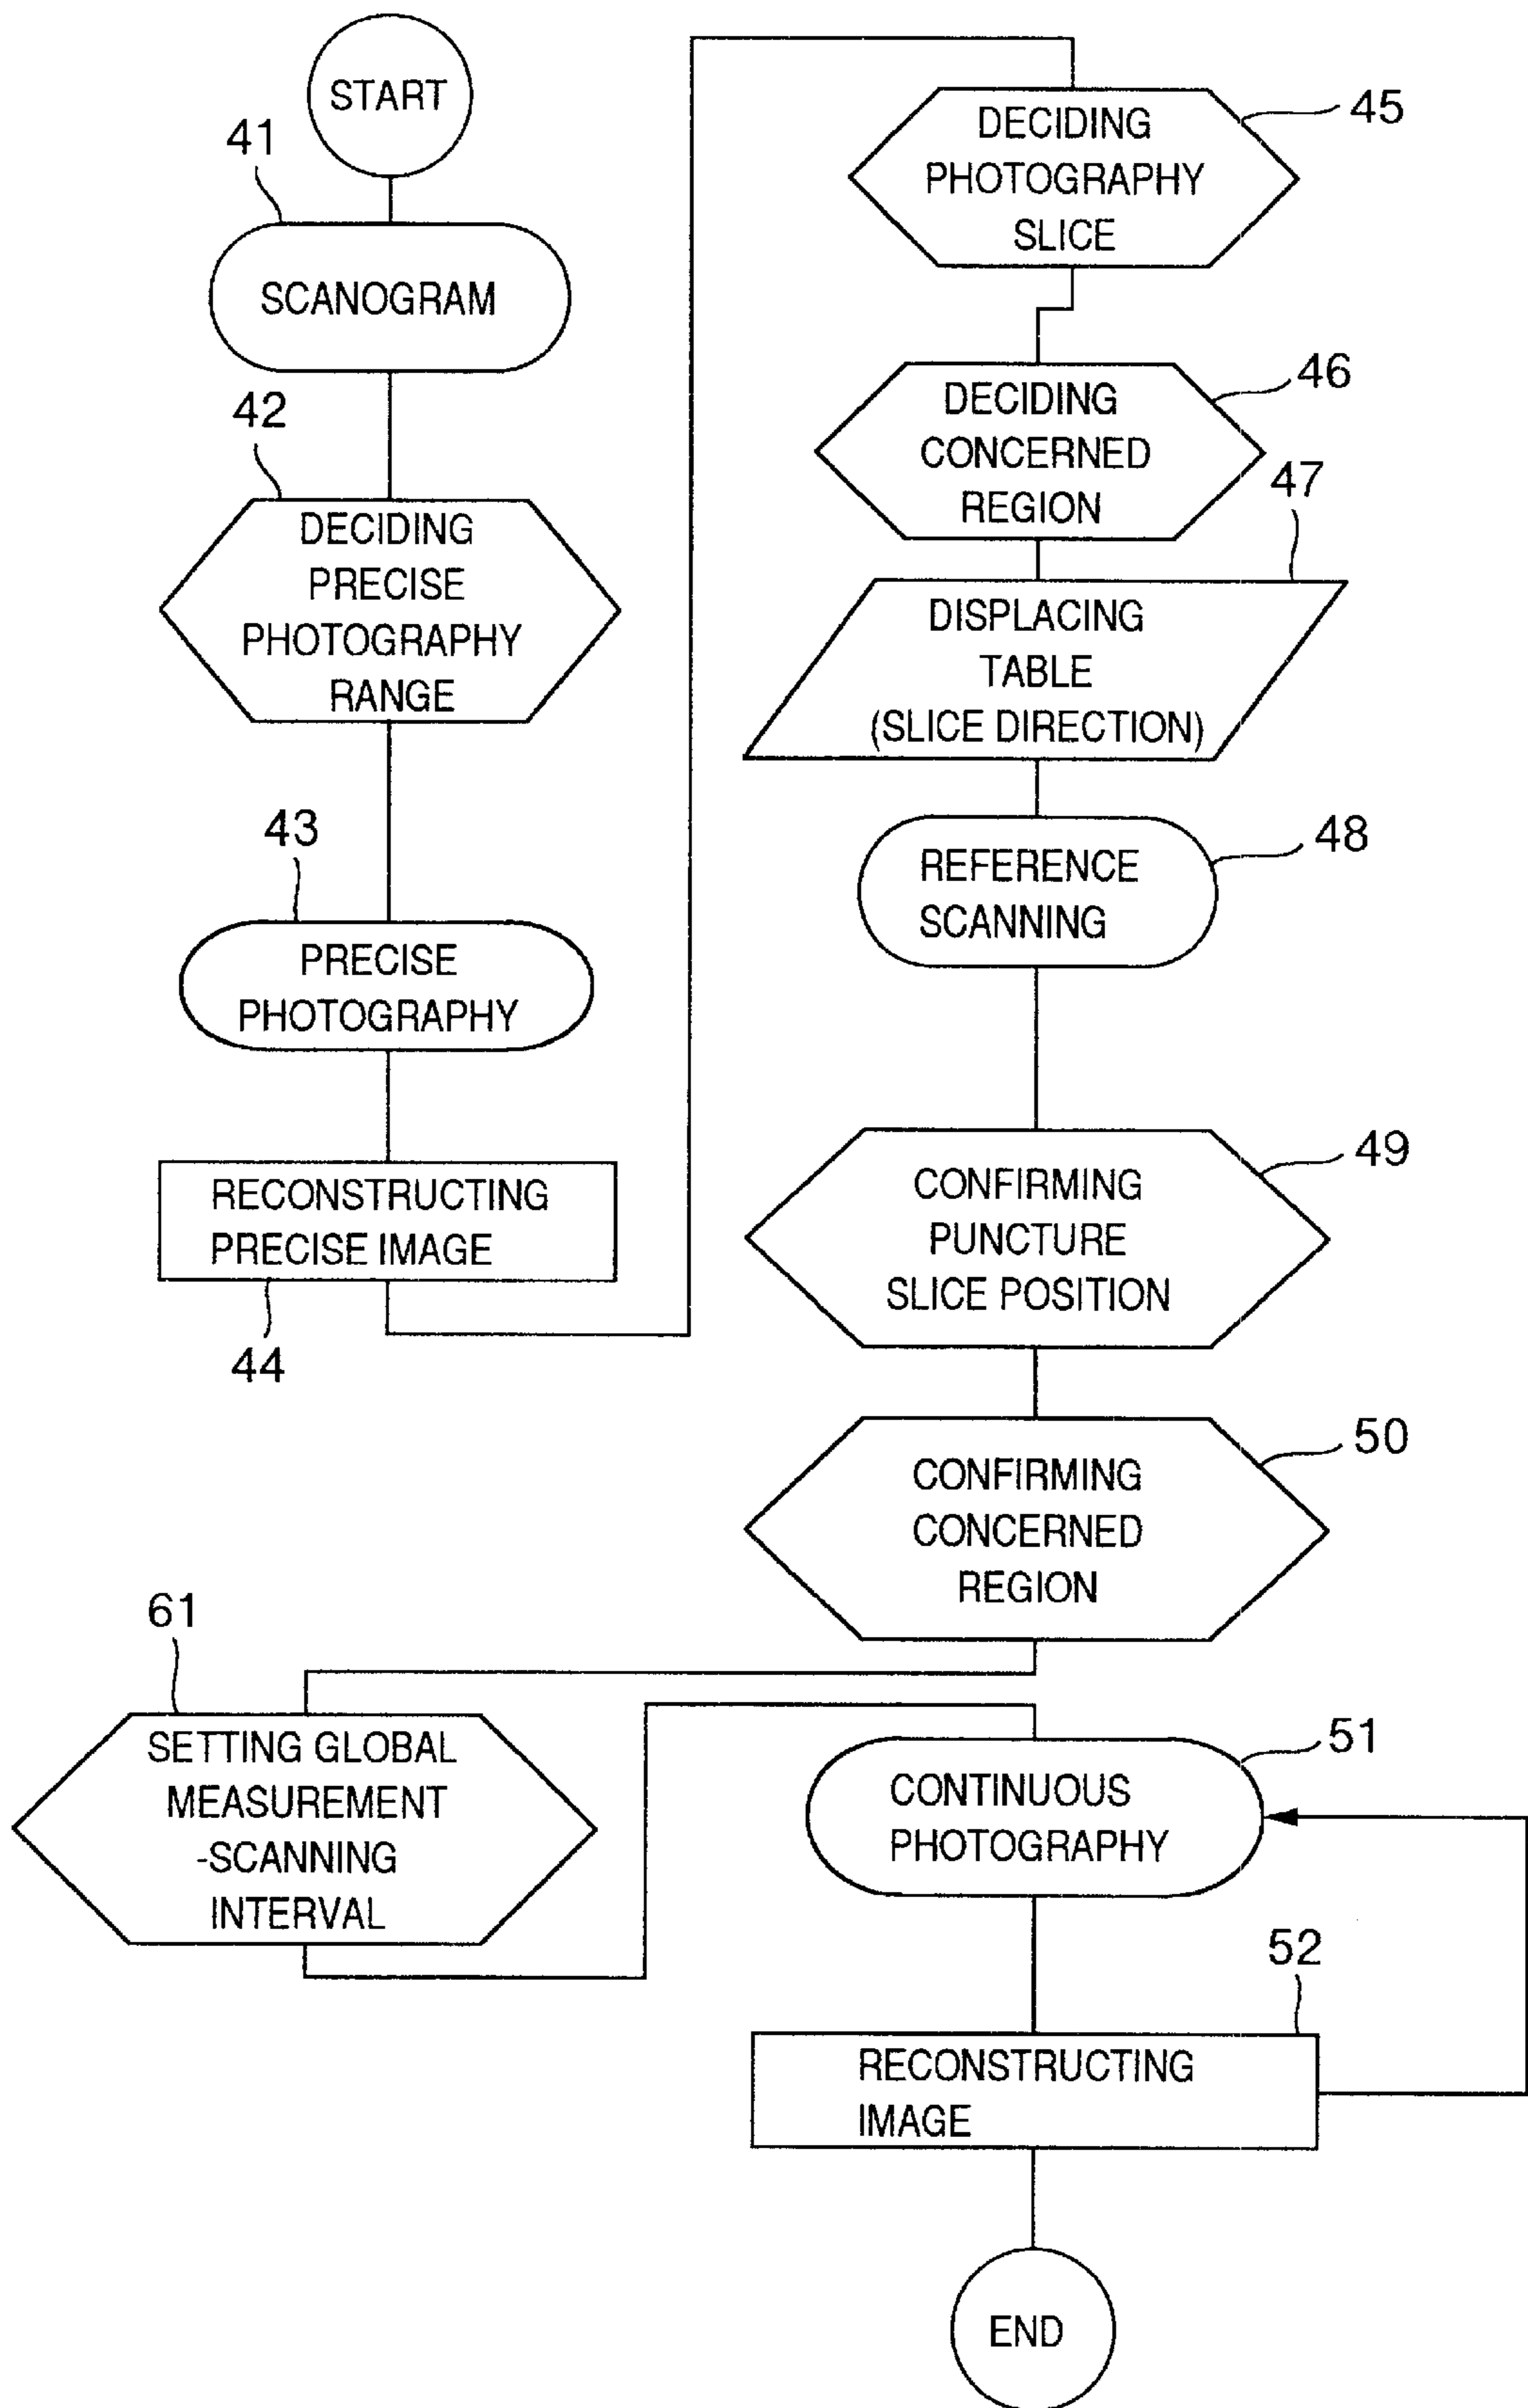 START
41
SCANOGRAM
42
DECIDING
PRECISE
PHOTOGRAPHY
RANGE
43
PRECISE
PHOTOGRAPHY
RECONSTRUCTING
PRECISE IMAGE
44
DECIDING
PHOTOGRAPHY
SLICE
45
DECIDING
CONCERNED
REGION
46
47
DISPLACING
TABLE
(SLICE DIRECTION)
REFERENCE
SCANNING
48
CONFIRMING
PUNCTURE
SLICE POSITION
49
CONFIRMING
CONCERNED
REGION
50
61
SETTING GLOBAL
MEASUREMENT
-SCANNING
INTERVAL
CONTINUOUS
PHOTOGRAPHY
51
52
RECONSTRUCTING
IMAGE
END